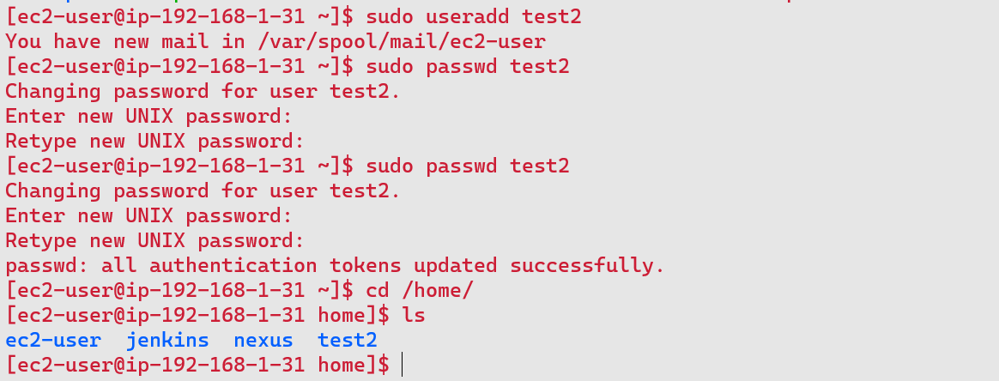 [ec2-user@ip-192-168-1-31 ~]$ sudo useradd test2
You have new mail in /var/spool/mail/ec2-user
[ec2-user@ip-192-168-1-31 ~]$ sudo passwd test2
Changing password for user test2.
Enter new UNIX password:
Retype new UNIX password:
[ec2-user@ip-192-168-1-31 ~]$ sudo passwd test2
Changing password for user test2.
Enter new UNIX password:
Retype new UNIX password:
passwd: all authentication tokens updated successfully.
[ec2-user@ip-192-168-1-31 ~]$ cd /home/
[ec2-user@ip-192-168-1-31 home]$ ls
ec2-user  jenkins  nexus  test2
[ec2-user@ip-192-168-1-31 home]$